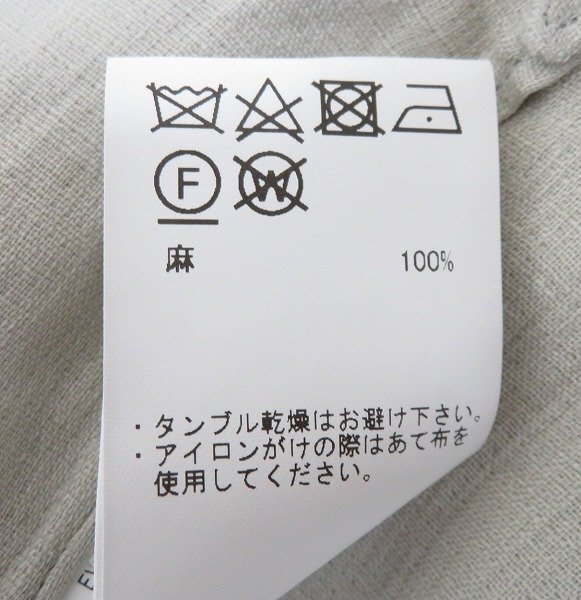 F W
麻 100%
・タンブル乾燥はお避け下さい。
・アイロンがけの際はあて布を
使用してください。